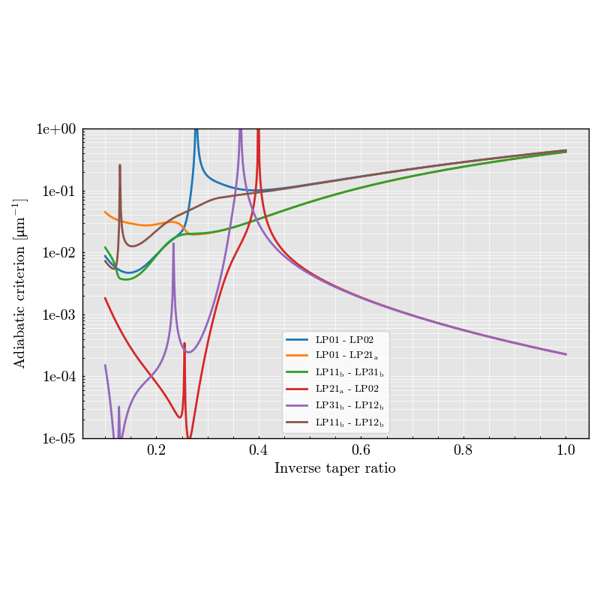 1e+00
1e-01
1e-02
1e-03
1e-04
1e-05
Adiabatic criterion [µm⁻¹]
LP01 - LP02
LP01 - LP21a
LP11b - LP31b
LP21a - LP02
LP31b - LP12b
LP11b - LP12b
0.2 0.4 0.6 0.8 1.0
Inverse taper ratio